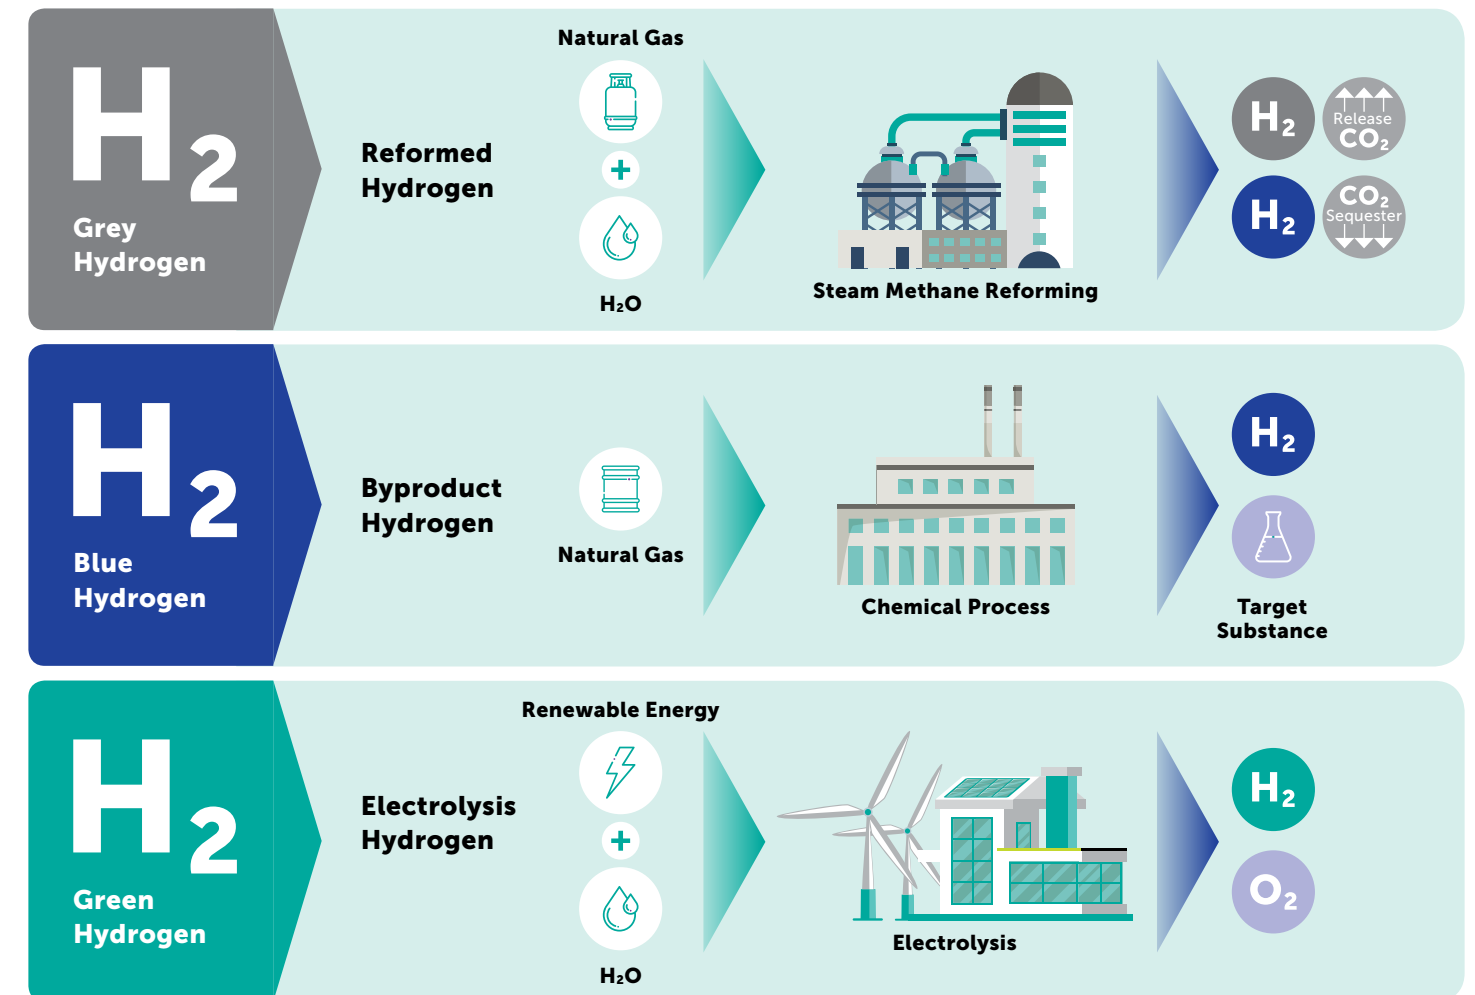 H₂
Grey
Hydrogen
Reformed
Hydrogen
Natural Gas
+
H₂O
Steam Methane Reforming
H₂
Release
CO₂
H₂
CO₂
Sequester
H₂
Blue
Hydrogen
Byproduct
Hydrogen
Natural Gas
Chemical Process
H₂
Target
Substance
H₂
Green
Hydrogen
Electrolysis
Hydrogen
Renewable Energy
+
H₂O
Electrolysis
H₂
O₂